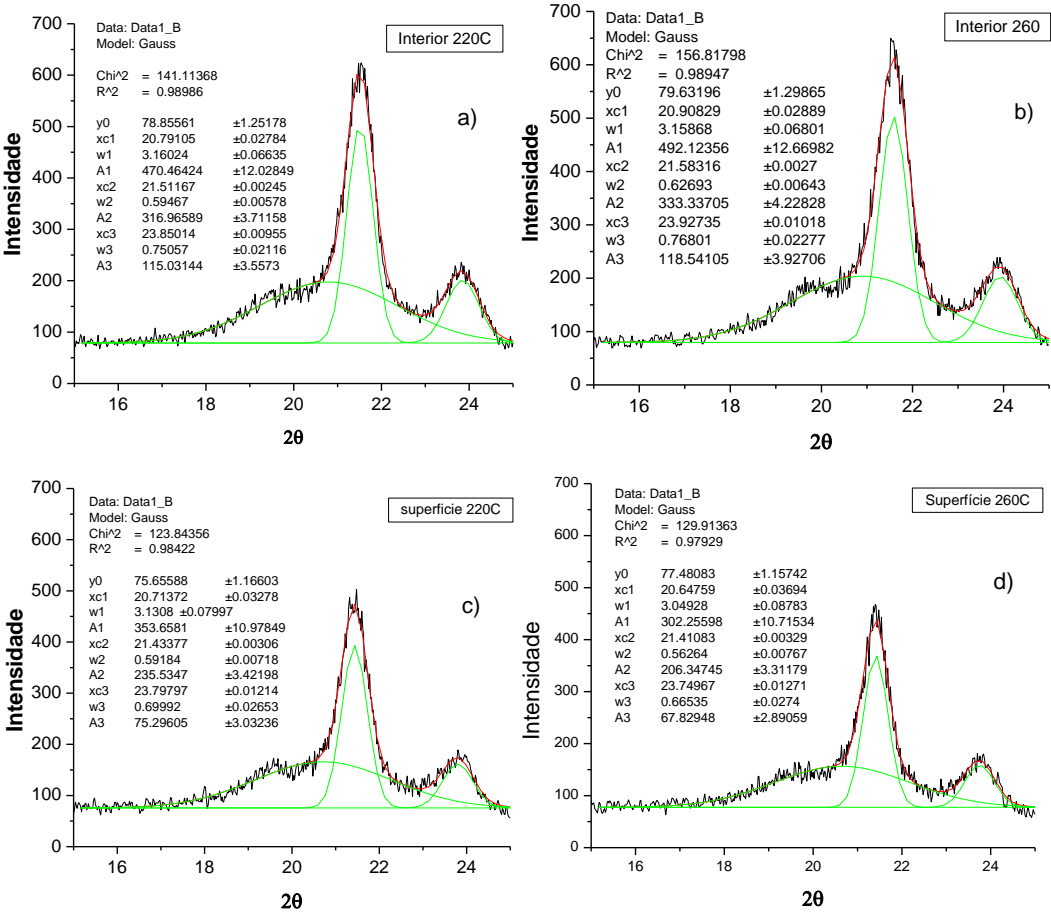 Data: Data1_B
Model: Gauss
Chi^2 = 141.11368
R^2 = 0.98986
y0 78.85561 ±1.25178
xc1 20.79105 ±0.02784
w1 3.16024 ±0.06635
A1 470.46424 ±12.02849
xc2 21.51167 ±0.00245
w2 0.59467 ±0.00578
A2 316.96589 ±3.71158
xc3 23.85014 ±0.00955
w3 0.75057 ±0.02116
A3 115.03144 ±3.5573
Interior 220C
a)
700
600
500
400
300
200
100
0
Intensidade
16 18 20 22 24
2θ
Data: Data1_B
Model: Gauss
Chi^2 = 156.81798
R^2 = 0.98947
y0 79.63196 ±1.29865
xc1 20.90829 ±0.02889
w1 3.15868 ±0.06801
A1 492.12356 ±12.66982
xc2 21.58316 ±0.0027
w2 0.62693 ±0.00643
A2 333.33705 ±4.22828
xc3 23.92735 ±0.01018
w3 0.76801 ±0.02277
A3 118.54105 ±3.92706
Interior 260
b)
700
600
500
400
300
200
100
0
Intensidade
16 18 20 22 24
2θ
Data: Data1_B
Model: Gauss
Chi^2 = 123.84356
R^2 = 0.98422
y0 75.65588 ±1.16603
xc1 20.71372 ±0.03278
w1 3.1308 ±0.07997
A1 353.6581 ±10.97849
xc2 21.43377 ±0.00306
w2 0.59184 ±0.00718
A2 235.5347 ±3.42198
xc3 23.79797 ±0.01214
w3 0.69992 ±0.02653
A3 75.29605 ±3.03236
superficie 220C
c)
700
600
500
400
300
200
100
0
Intensidade
16 18 20 22 24
2θ
Data: Data1_B
Model: Gauss
Chi^2 = 129.91363
R^2 = 0.97929
y0 77.48083 ±1.15742
xc1 20.64759 ±0.03694
w1 3.04928 ±0.08783
A1 302.25598 ±10.71534
xc2 21.41083 ±0.00329
w2 0.56264 ±0.00767
A2 206.34745 ±3.31179
xc3 23.74967 ±0.01271
w3 0.66535 ±0.0274
A3 67.82948 ±2.89059
Superfície 260C
d)
700
600
500
400
300
200
100
0
Intensidade
16 18 20 22 24
2θ